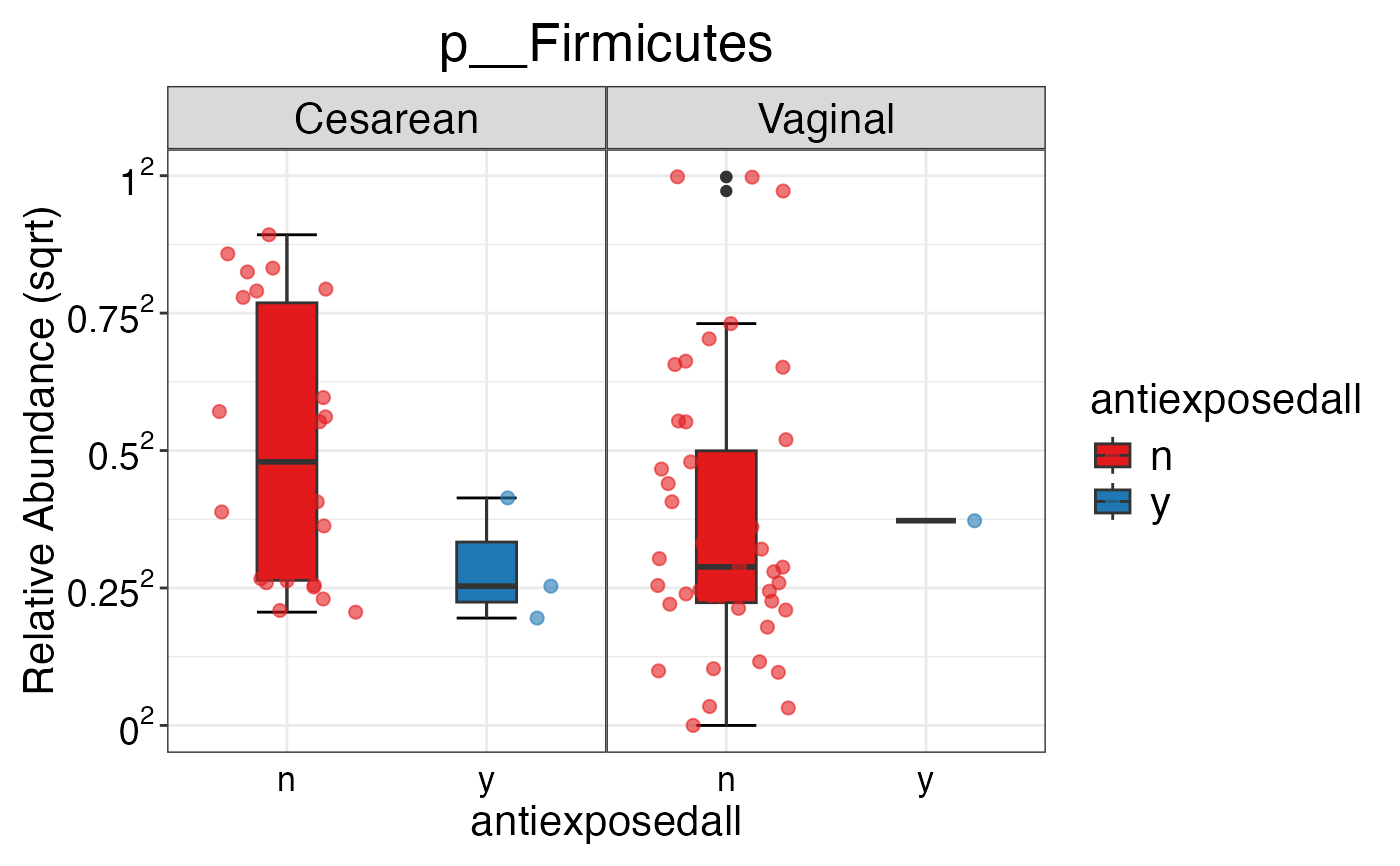 p__Firmicutes
Cesarean
Vaginal
Relative Abundance (sqrt)
1²
0.75²
0.5²
0.25²
0²
n
y
n
y
antiexposedall
antiexposedall
n
y